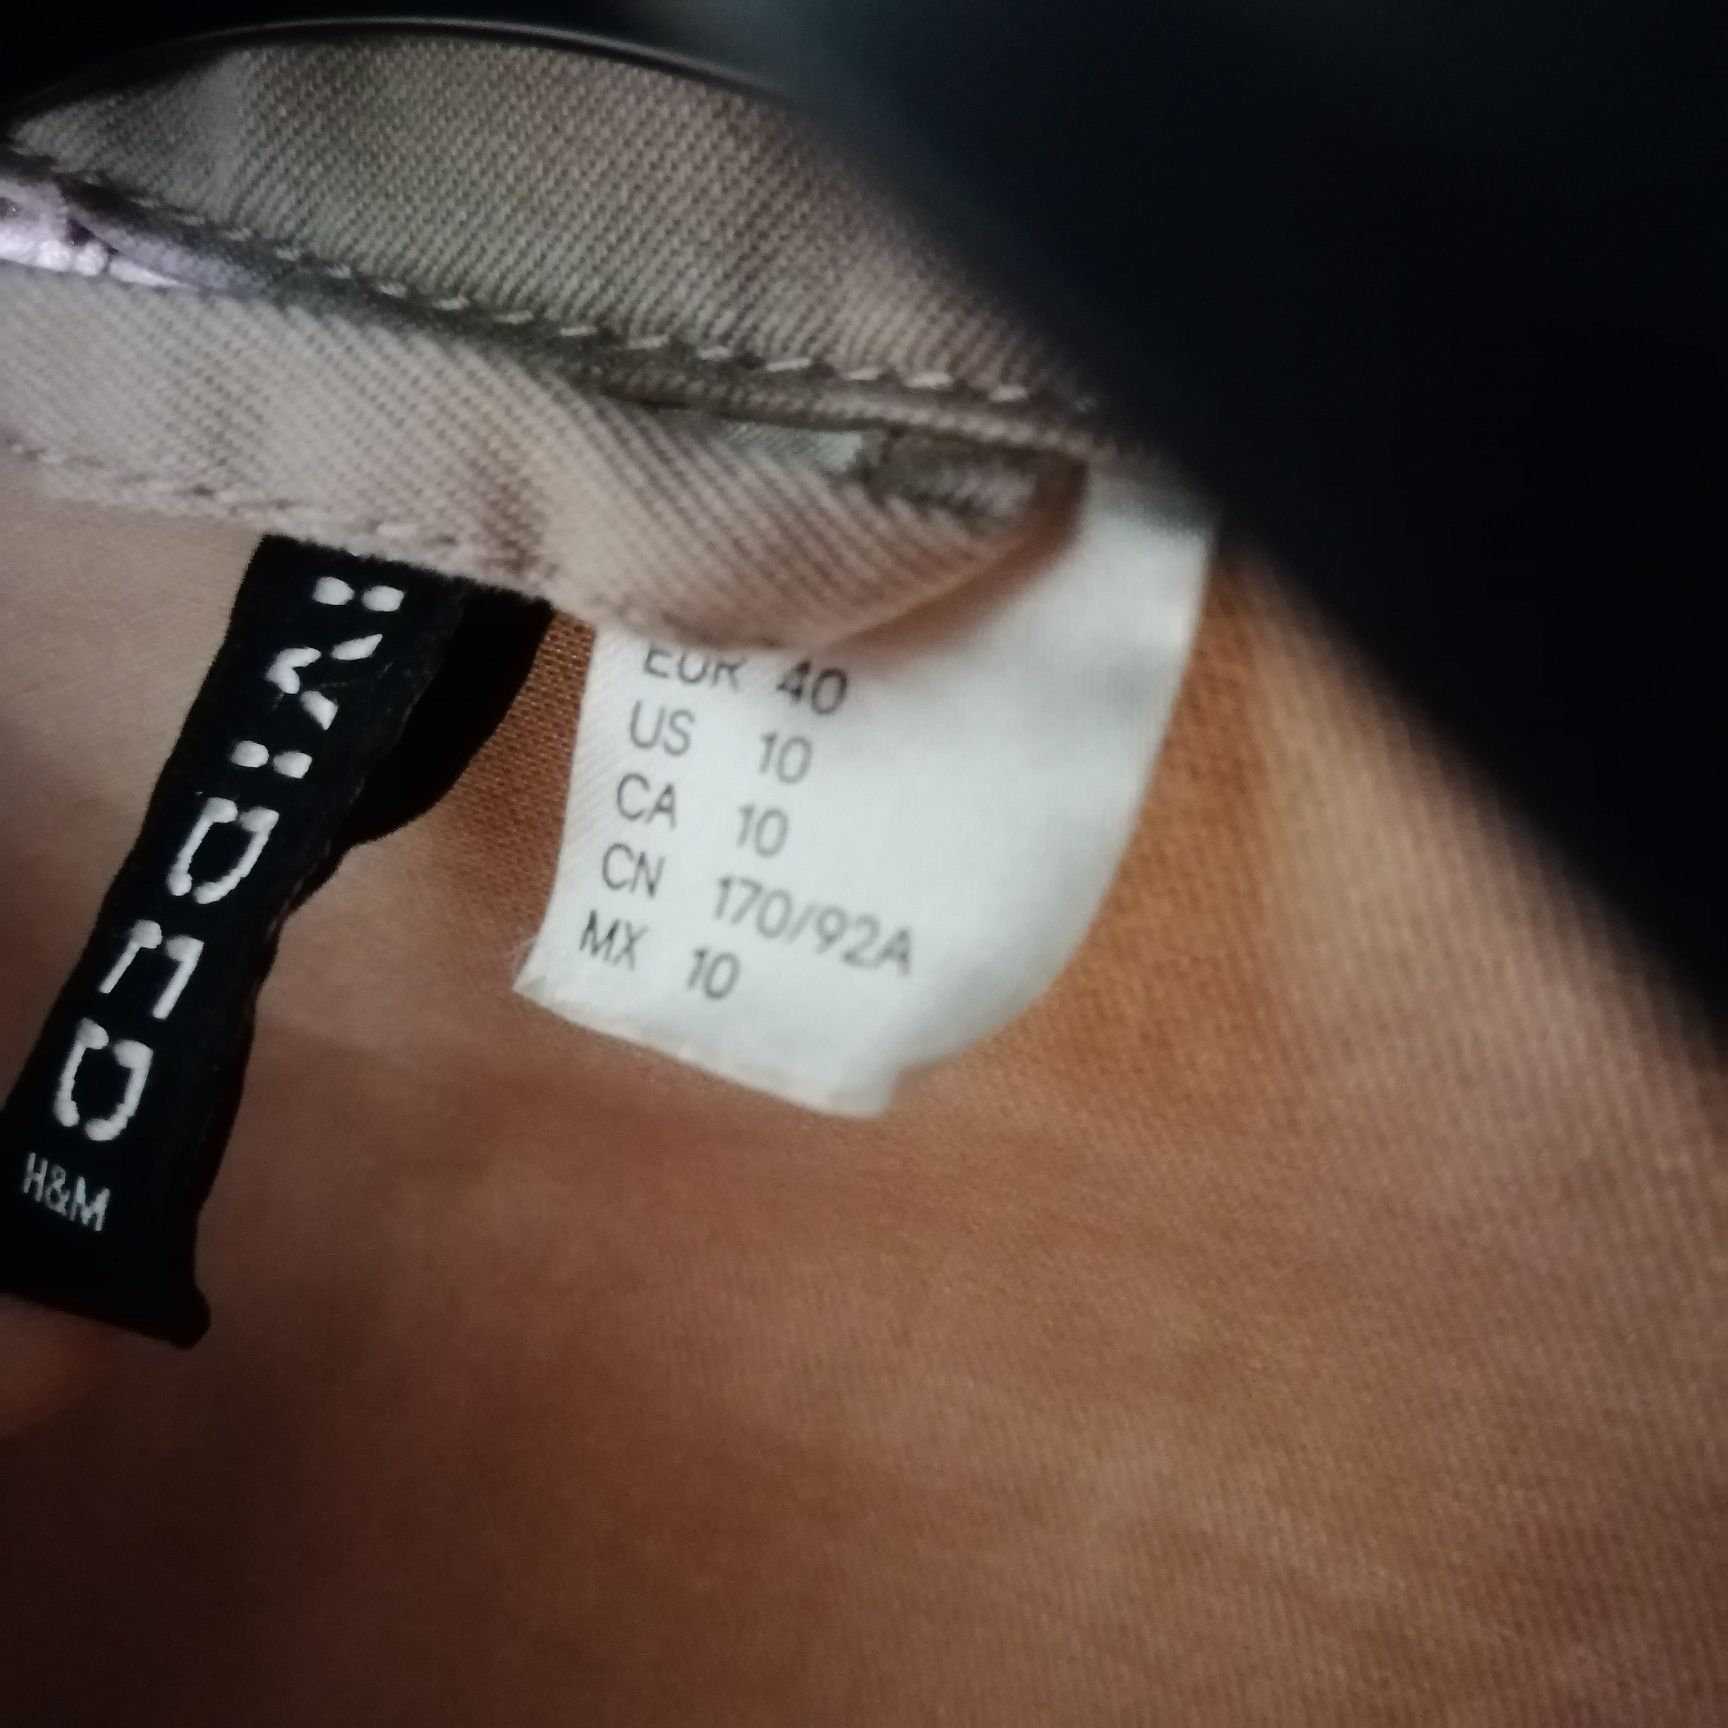 DIVIDED
H&M
EUR 40
US 10
CA 10
CN 170/92A
MX 10